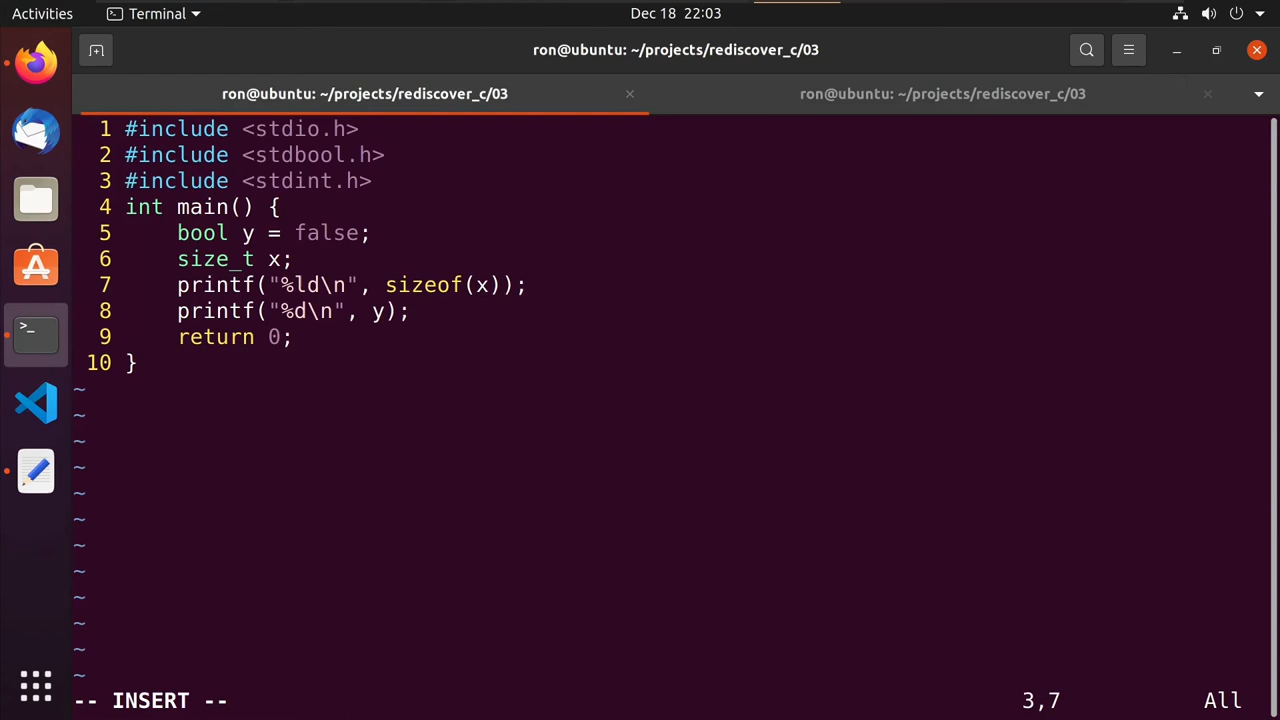 Activities
Terminal
Dec 18 22:03
ron@ubuntu: ~/projects/rediscover_c/03
ron@ubuntu: ~/projects/rediscover_c/03
ron@ubuntu: ~/projects/rediscover_c/03
1 #include <stdio.h>
2 #include <stdbool.h>
3 #include <stdint.h>
4 int main() {
5     bool y = false;
6     size_t x;
7     printf("%ld\n", sizeof(x));
8     printf("%d\n", y);
9     return 0;
10 }
~
~
~
~
~
~
~
~
~
~
~
~
-- INSERT --
3,7
All